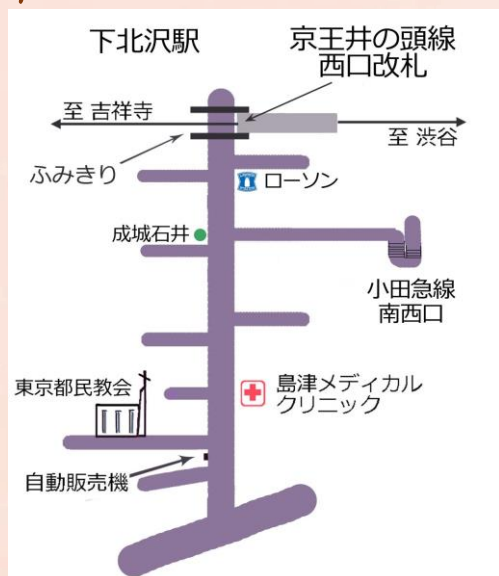 下北沢駅
京王井の頭線
西口改札
至 吉祥寺
至 渋谷
ふみきり
ローソン
成城石井
小田急線
南西口
島津メディカル
クリニック
東京都民教会
自動販売機